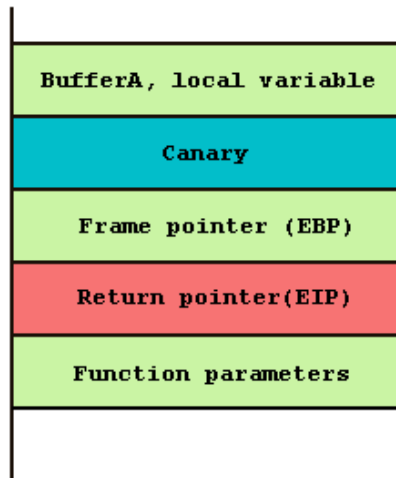 BufferA, local variable
Canary
Frame pointer (EBP)
Return pointer(EIP)
Function parameters